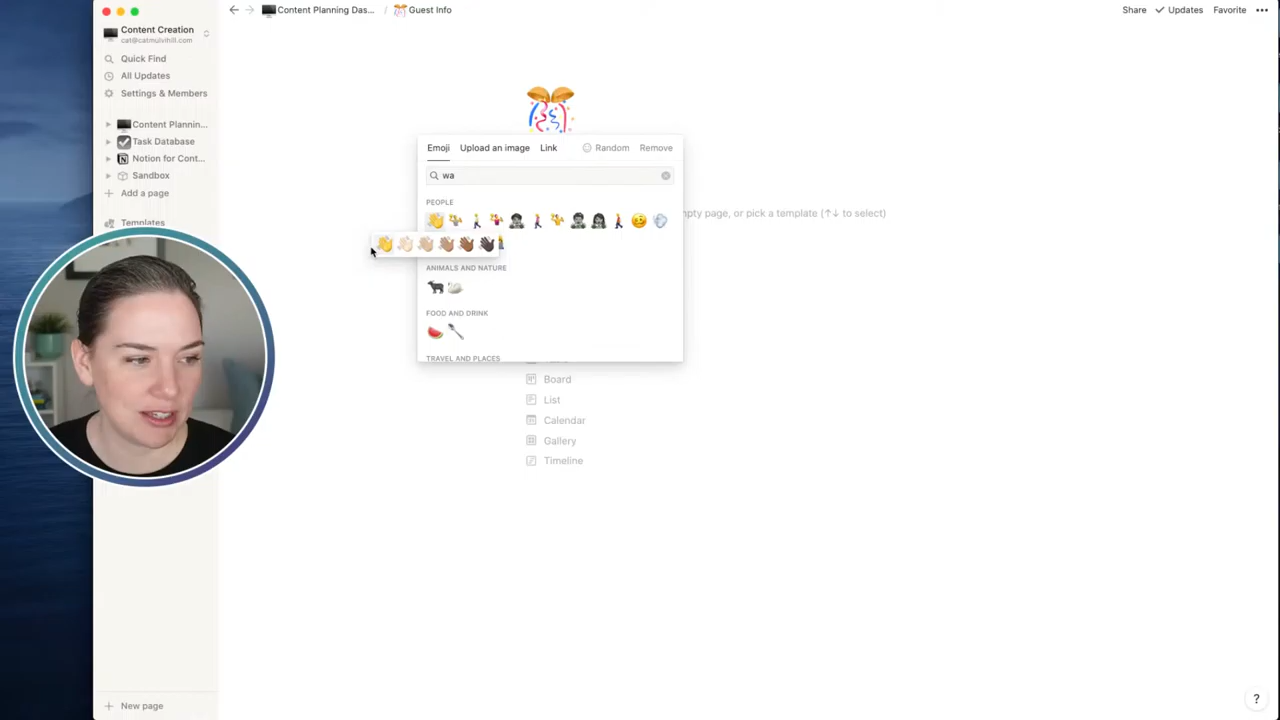 Content Planning Das... / Guest Info
Share
Updates
Favorite
Content Creation
cat@catmulvihill.com
Quick Find
All Updates
Settings & Members
Content Plannin...
Task Database
Notion for Cont...
Sandbox
Add a page
Templates
New page
Emoji
Upload an image
Link
Random
Remove
wa
PEOPLE
ANIMALS AND NATURE
FOOD AND DRINK
TRAVEL AND PLACES
mpty page, or pick a template (↑↓ to select)
Board
List
Calendar
Gallery
Timeline
?